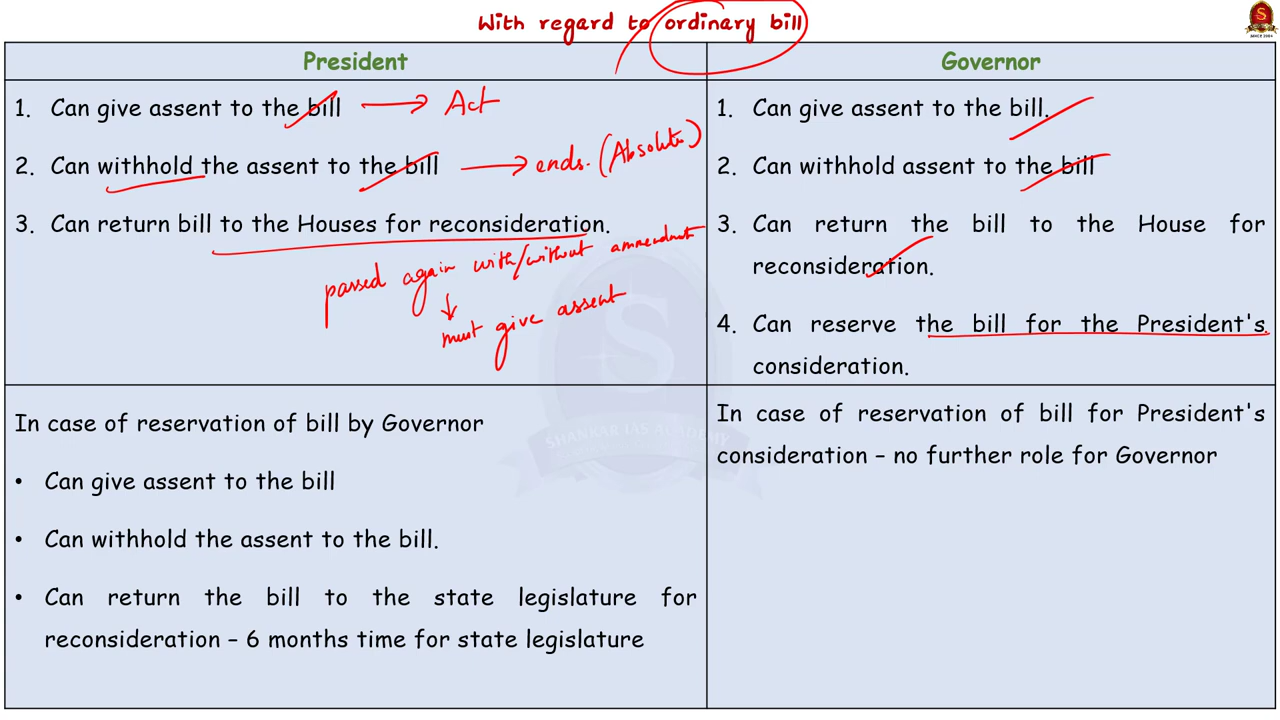 With regard to ordinary bill
President
Governor
1. Can give assent to the bill → Act
2. Can withhold the assent to the bill → ends. (Absolute)
3. Can return bill to the Houses for reconsideration.
passed again with/without ammendment
↓
must give assent
1. Can give assent to the bill.
2. Can withhold assent to the bill
3. Can return the bill to the House for
reconsideration.
4. Can reserve the bill for the President's
consideration.
In case of reservation of bill by Governor
• Can give assent to the bill
• Can withhold the assent to the bill.
• Can return the bill to the state legislature for
reconsideration – 6 months time for state legislature
In case of reservation of bill for President's
consideration – no further role for Governor
SHANKAR IAS ACADEMY
S
S
SINCE 2004